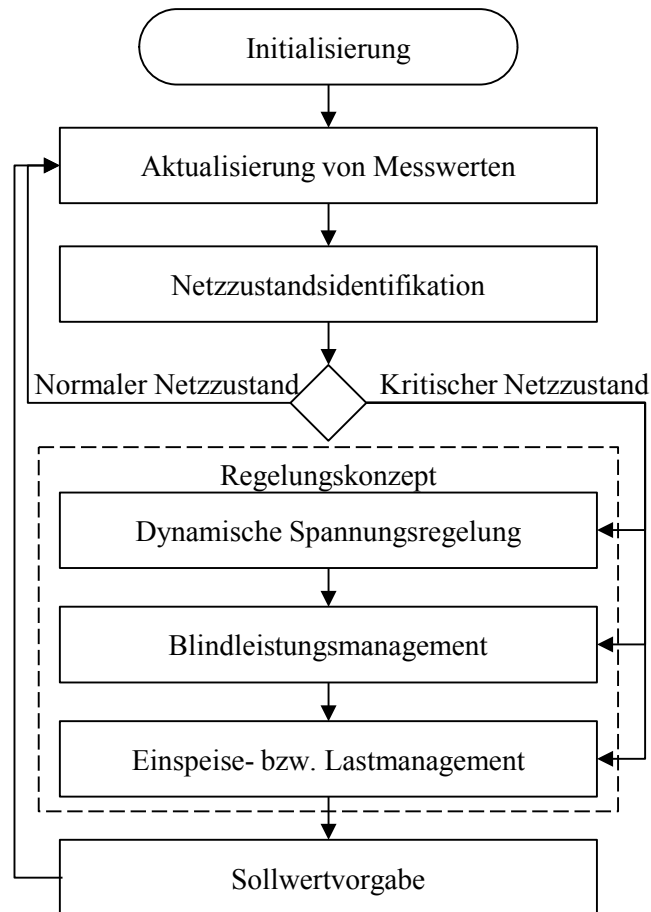 Initialisierung
Aktualisierung von Messwerten
Netzzustandsidentifikation
Normaler Netzzustand
Kritischer Netzzustand
Regelungskonzept
Dynamische Spannungsregelung
Blindleistungsmanagement
Einspeise- bzw. Lastmanagement
Sollwertvorgabe